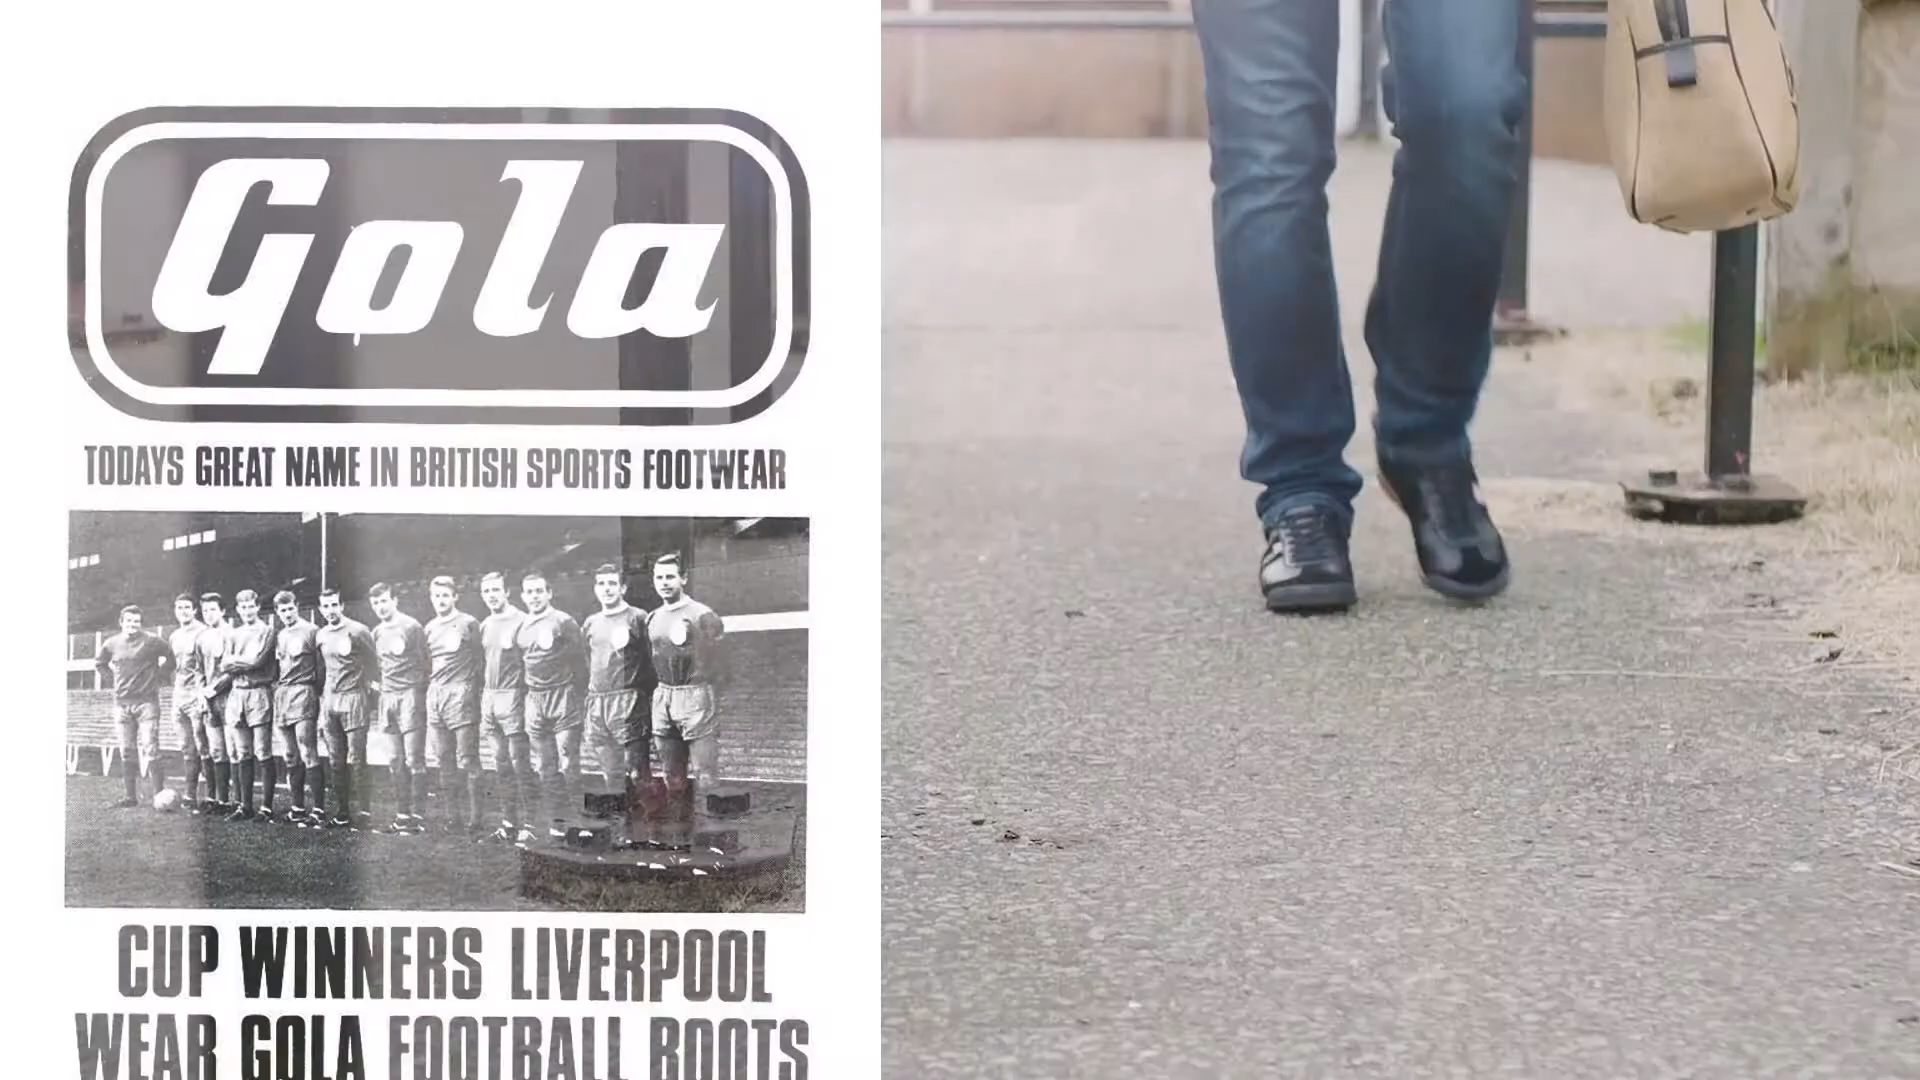 Gola
TODAYS GREAT NAME IN BRITISH SPORTS FOOTWEAR
CUP WINNERS LIVERPOOL
WEAR GOLA FOOTBALL BOOTS